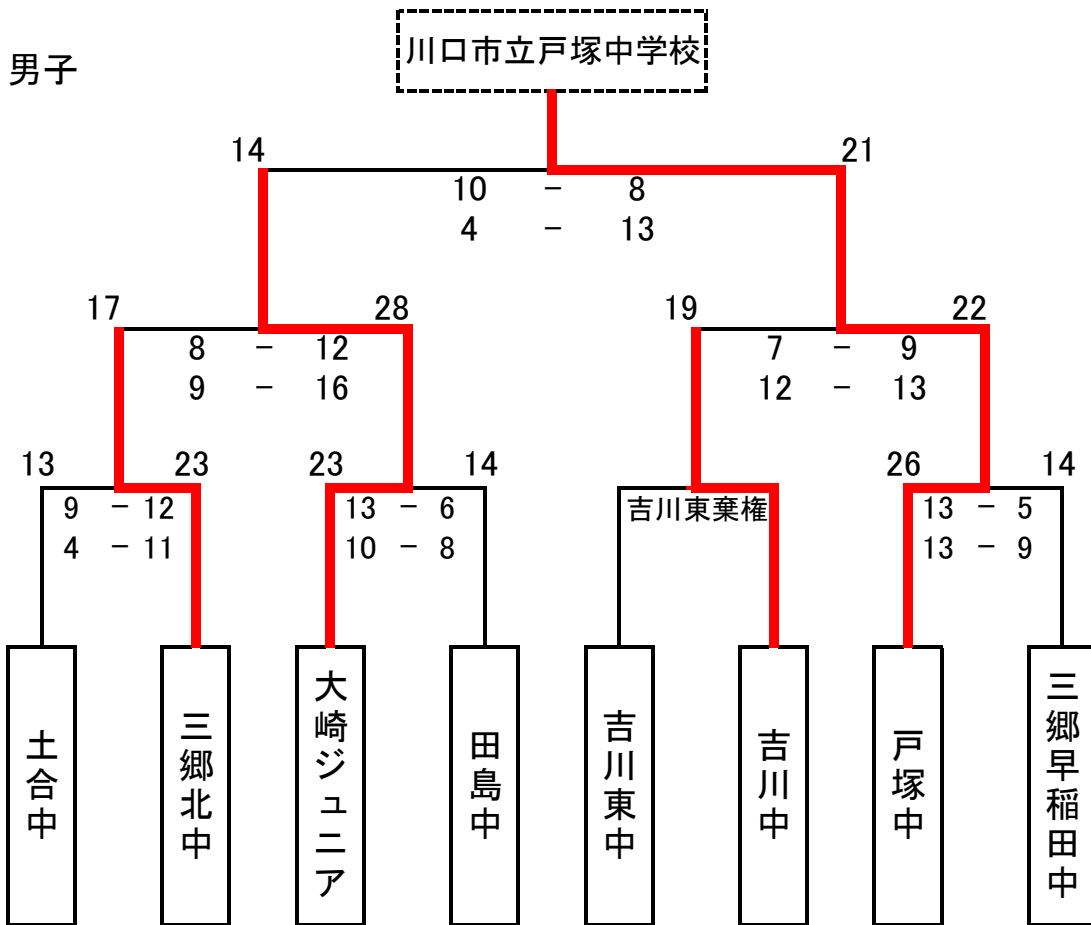 川口市立戸塚中学校
男子
14 21
10 - 8
4 - 13
17 28 19 22
8 - 12 7 - 9
9 - 16 12 - 13
13 23 23 14 26 14
9 - 12 13 - 6 吉川東棄権 13 - 5
4 - 11 10 - 8 13 - 9
土合中
三郷北中
大崎ジュニア
田島中
吉川東中
吉川中
戸塚中
三郷早稲田中